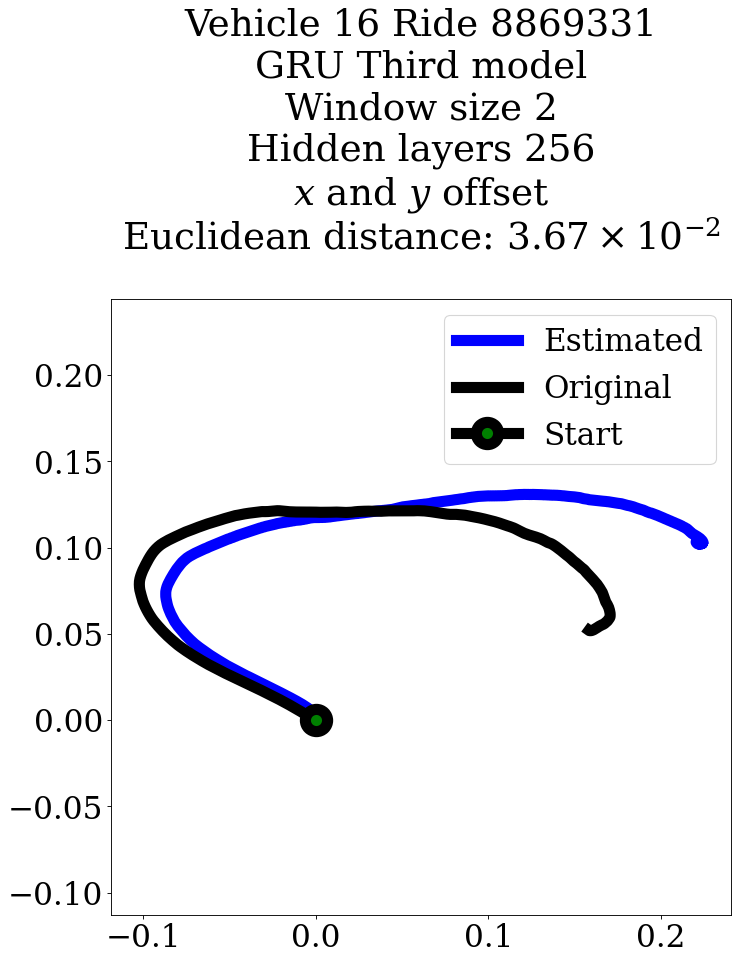 Vehicle 16 Ride 8869331
GRU Third model
Window size 2
Hidden layers 256
x and y offset
Euclidean distance: 3.67 × 10⁻²
Estimated
Original
Start
0.20
0.15
0.10
0.05
0.00
−0.05
−0.10
−0.1 0.0 0.1 0.2